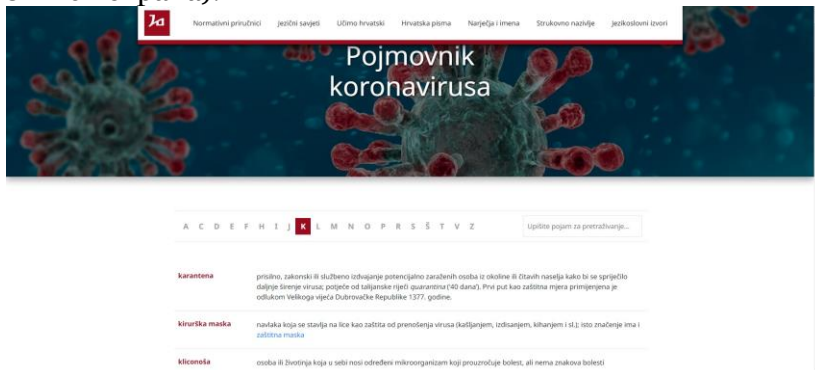 Ja
Normativni priručnici Jezični savjeti Učimo hrvatski Hrvatska pisma Narječja i imena Strukovno nazivlje Jezikoslovni izvori
Pojmovnik
koronavirusa
A C D E F H I J K L M N O P R S Š T V Z Upišite pojam za pretraživanje...
karantena prisilno, zakonski ili službeno izdvajanje potencijalno zaraženih osoba iz okoline ili čitavih naselja kako bi se spriječilo
daljnje širenje virusa; potječe od talijanske riječi quarantina ('40 dana'). Prvi put kao zaštitna mjera primijenjena je
odlukom Velikoga vijeća Dubrovačke Republike 1377. godine.
kirurška maska navlaka koja se stavlja na lice kao zaštita od prenošenja virusa (kašljanjem, izdisanjem, kihanjem i sl.); isto značenje ima i
zaštitna maska
kliconoša osoba ili životinja koja u sebi nosi određeni mikroorganizam koji prouzročuje bolest, ali nema znakova bolesti